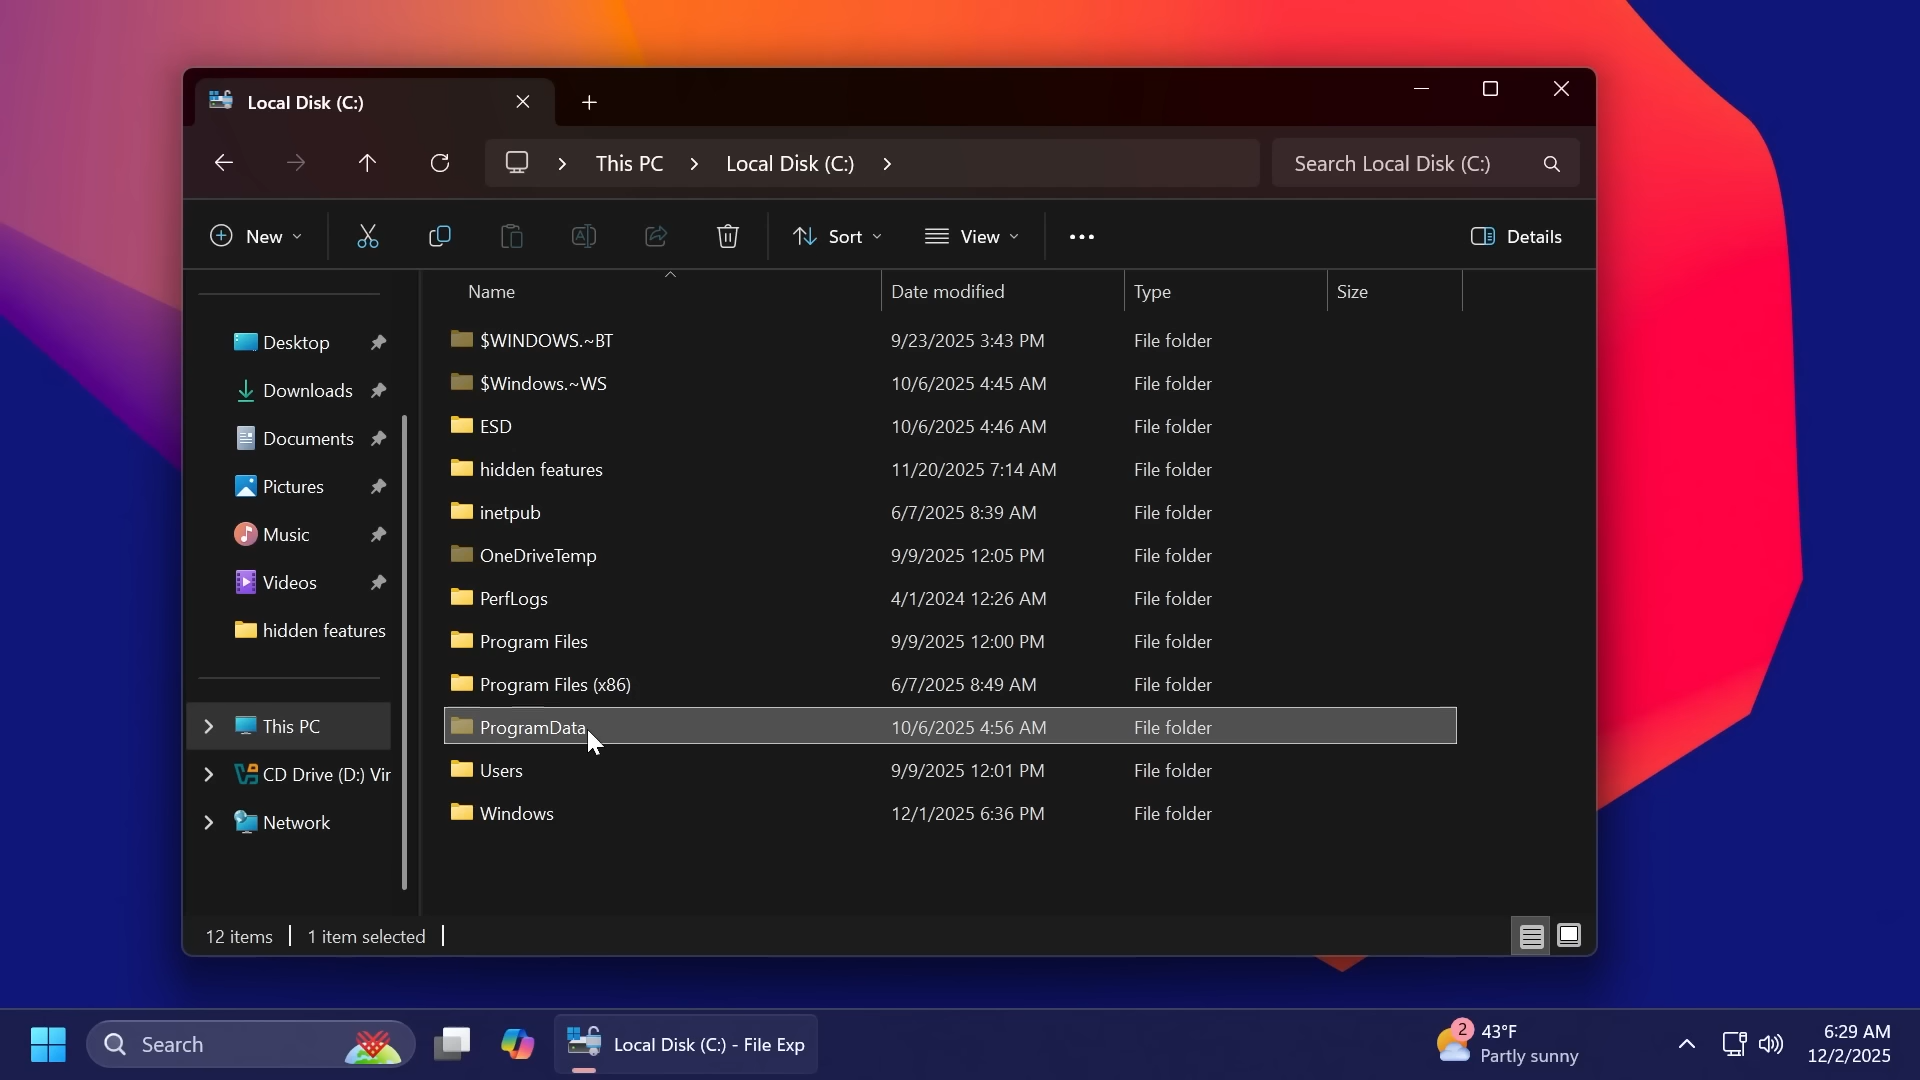 Local Disk (C:)
This PC
Local Disk (C:)
Search Local Disk (C:)
New
Sort
View
Details
Name
Date modified
Type
Size
Desktop
Downloads
Documents
Pictures
Music
Videos
hidden features
This PC
CD Drive (D:) Vir
Network
$WINDOWS.~BT 9/23/2025 3:43 PM File folder
$Windows.~WS 10/6/2025 4:45 AM File folder
ESD 10/6/2025 4:46 AM File folder
hidden features 11/20/2025 7:14 AM File folder
inetpub 6/7/2025 8:39 AM File folder
OneDriveTemp 9/9/2025 12:05 PM File folder
PerfLogs 4/1/2024 12:26 AM File folder
Program Files 9/9/2025 12:00 PM File folder
Program Files (x86) 6/7/2025 8:49 AM File folder
ProgramData 10/6/2025 4:56 AM File folder
Users 9/9/2025 12:01 PM File folder
Windows 12/1/2025 6:36 PM File folder
12 items
1 item selected
Search
Local Disk (C:) - File Exp
2
43°F
Partly sunny
6:29 AM
12/2/2025